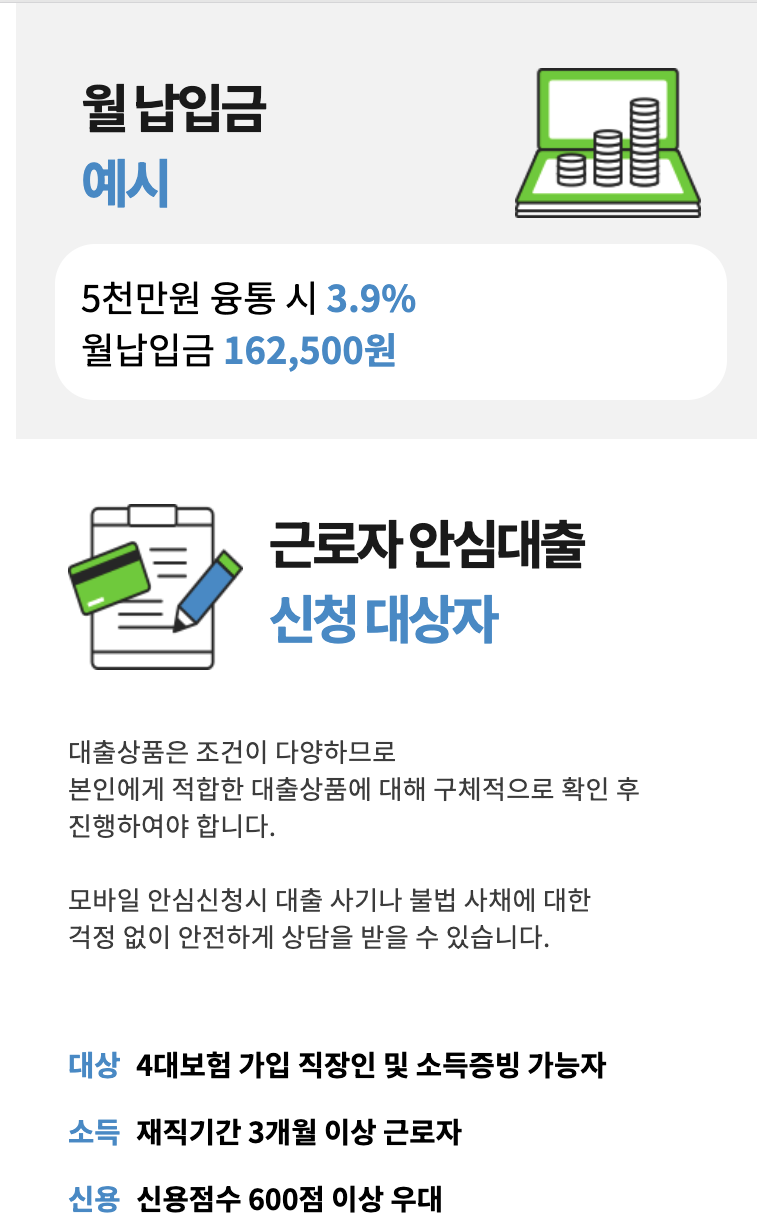 월 납입금
예시
5천만원 융통 시 3.9%
월납입금 162,500원
근로자 안심대출
신청 대상자
대출상품은 조건이 다양하므로
본인에게 적합한 대출상품에 대해 구체적으로 확인 후
진행하여야 합니다.
모바일 안심신청시 대출 사기나 불법 사채에 대한
걱정 없이 안전하게 상담을 받을 수 있습니다.
대상 4대보험 가입 직장인 및 소득증빙 가능자
소득 재직기간 3개월 이상 근로자
신용 신용점수 600점 이상 우대